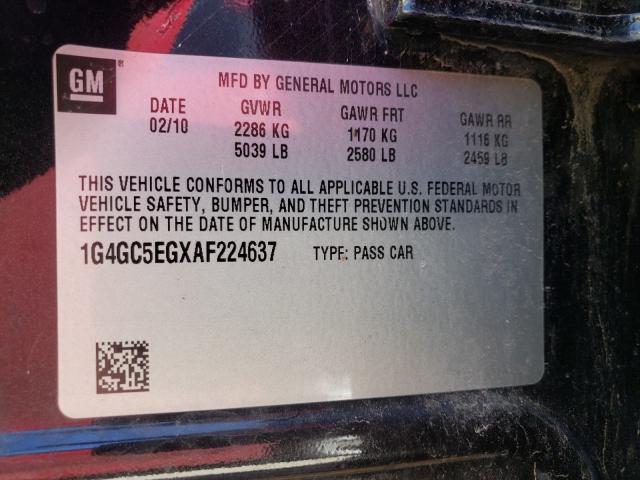 GM ®
MFD BY GENERAL MOTORS LLC
DATE GVWR GAWR FRT GAWR RR
02/10 2286 KG 1170 KG 1116 KG
5039 LB 2580 LB 2459 LB
THIS VEHICLE CONFORMS TO ALL APPLICABLE U.S. FEDERAL MOTOR
VEHICLE SAFETY, BUMPER, AND THEFT PREVENTION STANDARDS IN
EFFECT ON THE DATE OF MANUFACTURE SHOWN ABOVE.
1G4GC5EGXAF224637 TYPE: PASS CAR